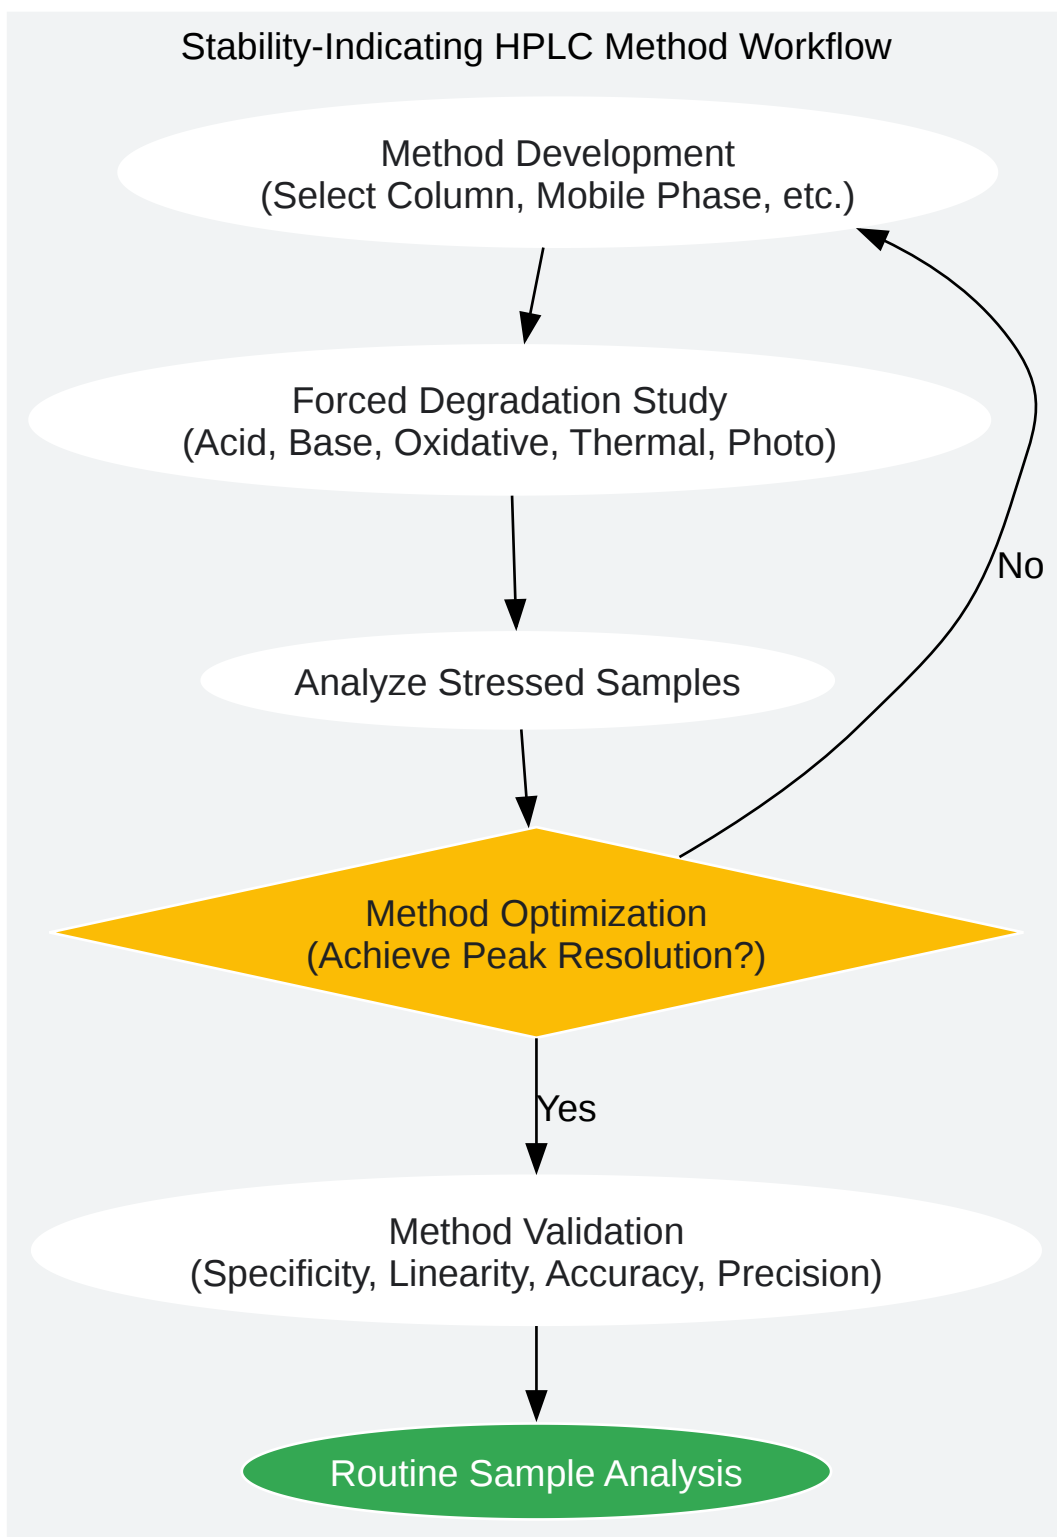 Stability-Indicating HPLC Method Workflow
Method Development
(Select Column, Mobile Phase, etc.)
Forced Degradation Study
(Acid, Base, Oxidative, Thermal, Photo)
No
Analyze Stressed Samples
Method Optimization
(Achieve Peak Resolution?)
Yes
Method Validation
(Specificity, Linearity, Accuracy, Precision)
Routine Sample Analysis